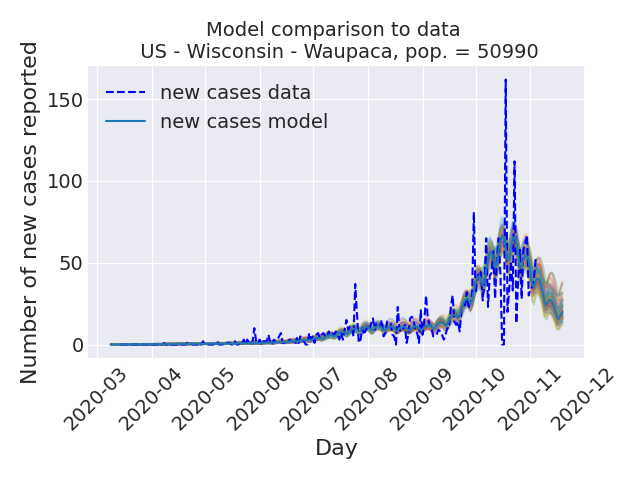 Model comparison to data
US - Wisconsin - Waupaca, pop. = 50990
Number of new cases reported
150
100
50
0
new cases data
new cases model
2020-03
2020-04
2020-05
2020-06
2020-07
2020-08
2020-09
2020-10
2020-11
2020-12
Day